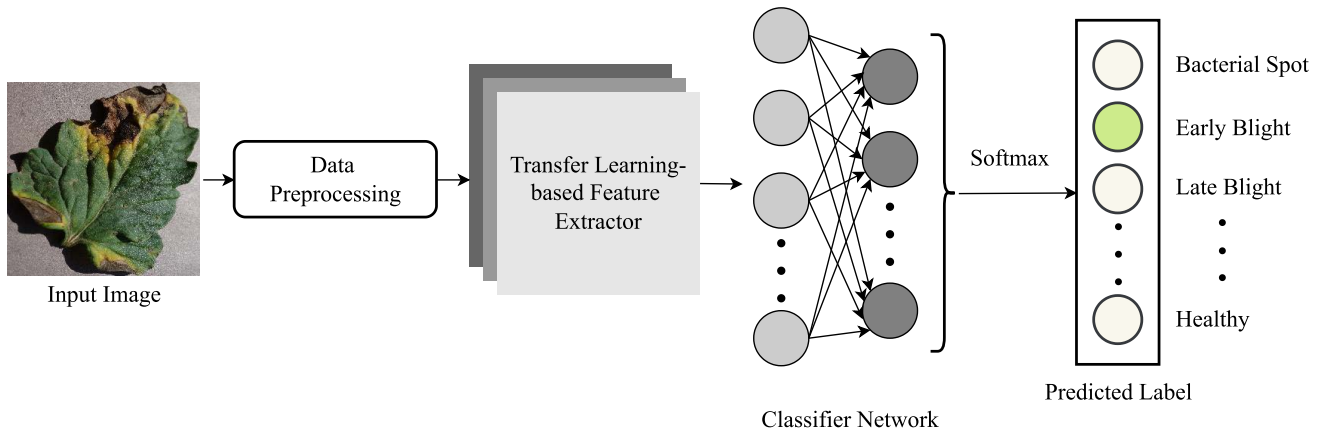 Input Image
Data
Preprocessing
Transfer Learning-
based Feature
Extractor
Classifier Network
Softmax
Bacterial Spot
Early Blight
Late Blight
Healthy
Predicted Label